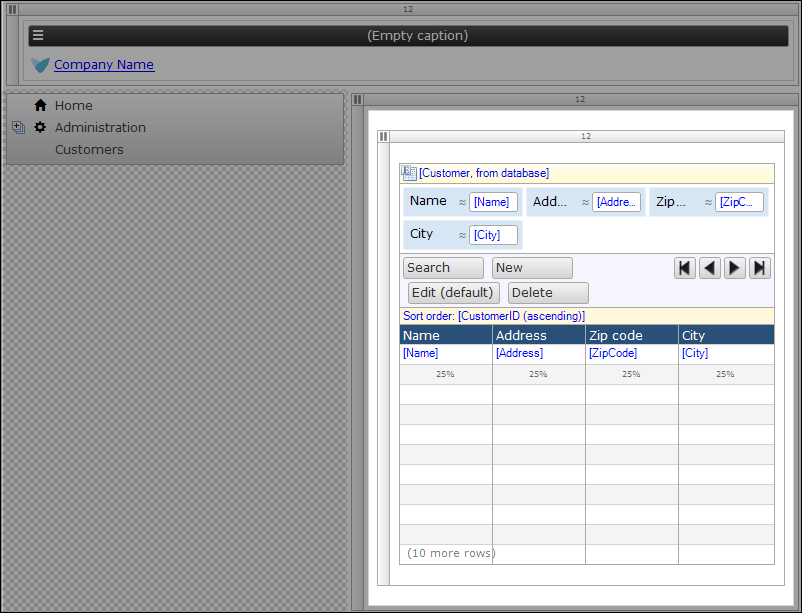 12
(Empty caption)
Company Name
Home
Administration
Customers
12
12
[Customer, from database]
Name ≈ [Name] Add... ≈ [Addre... Zip... ≈ [ZipC...
City ≈ [City]
Search New
Edit (default) Delete
Sort order: [CustomerID (ascending)]
Name Address Zip code City
[Name] [Address] [ZipCode] [City]
25% 25% 25% 25%
(10 more rows)